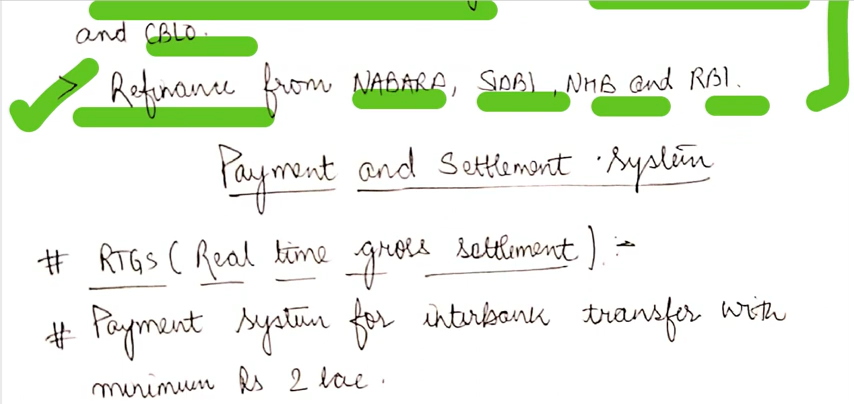 and CBLO.
> Refinance from NABARD, SIDBI, NHB and RBI.
Payment and Settlement System
# RTGS (Real time gross settlement) :-
# Payment system for interbank transfer with
minimum Rs 2 lac.